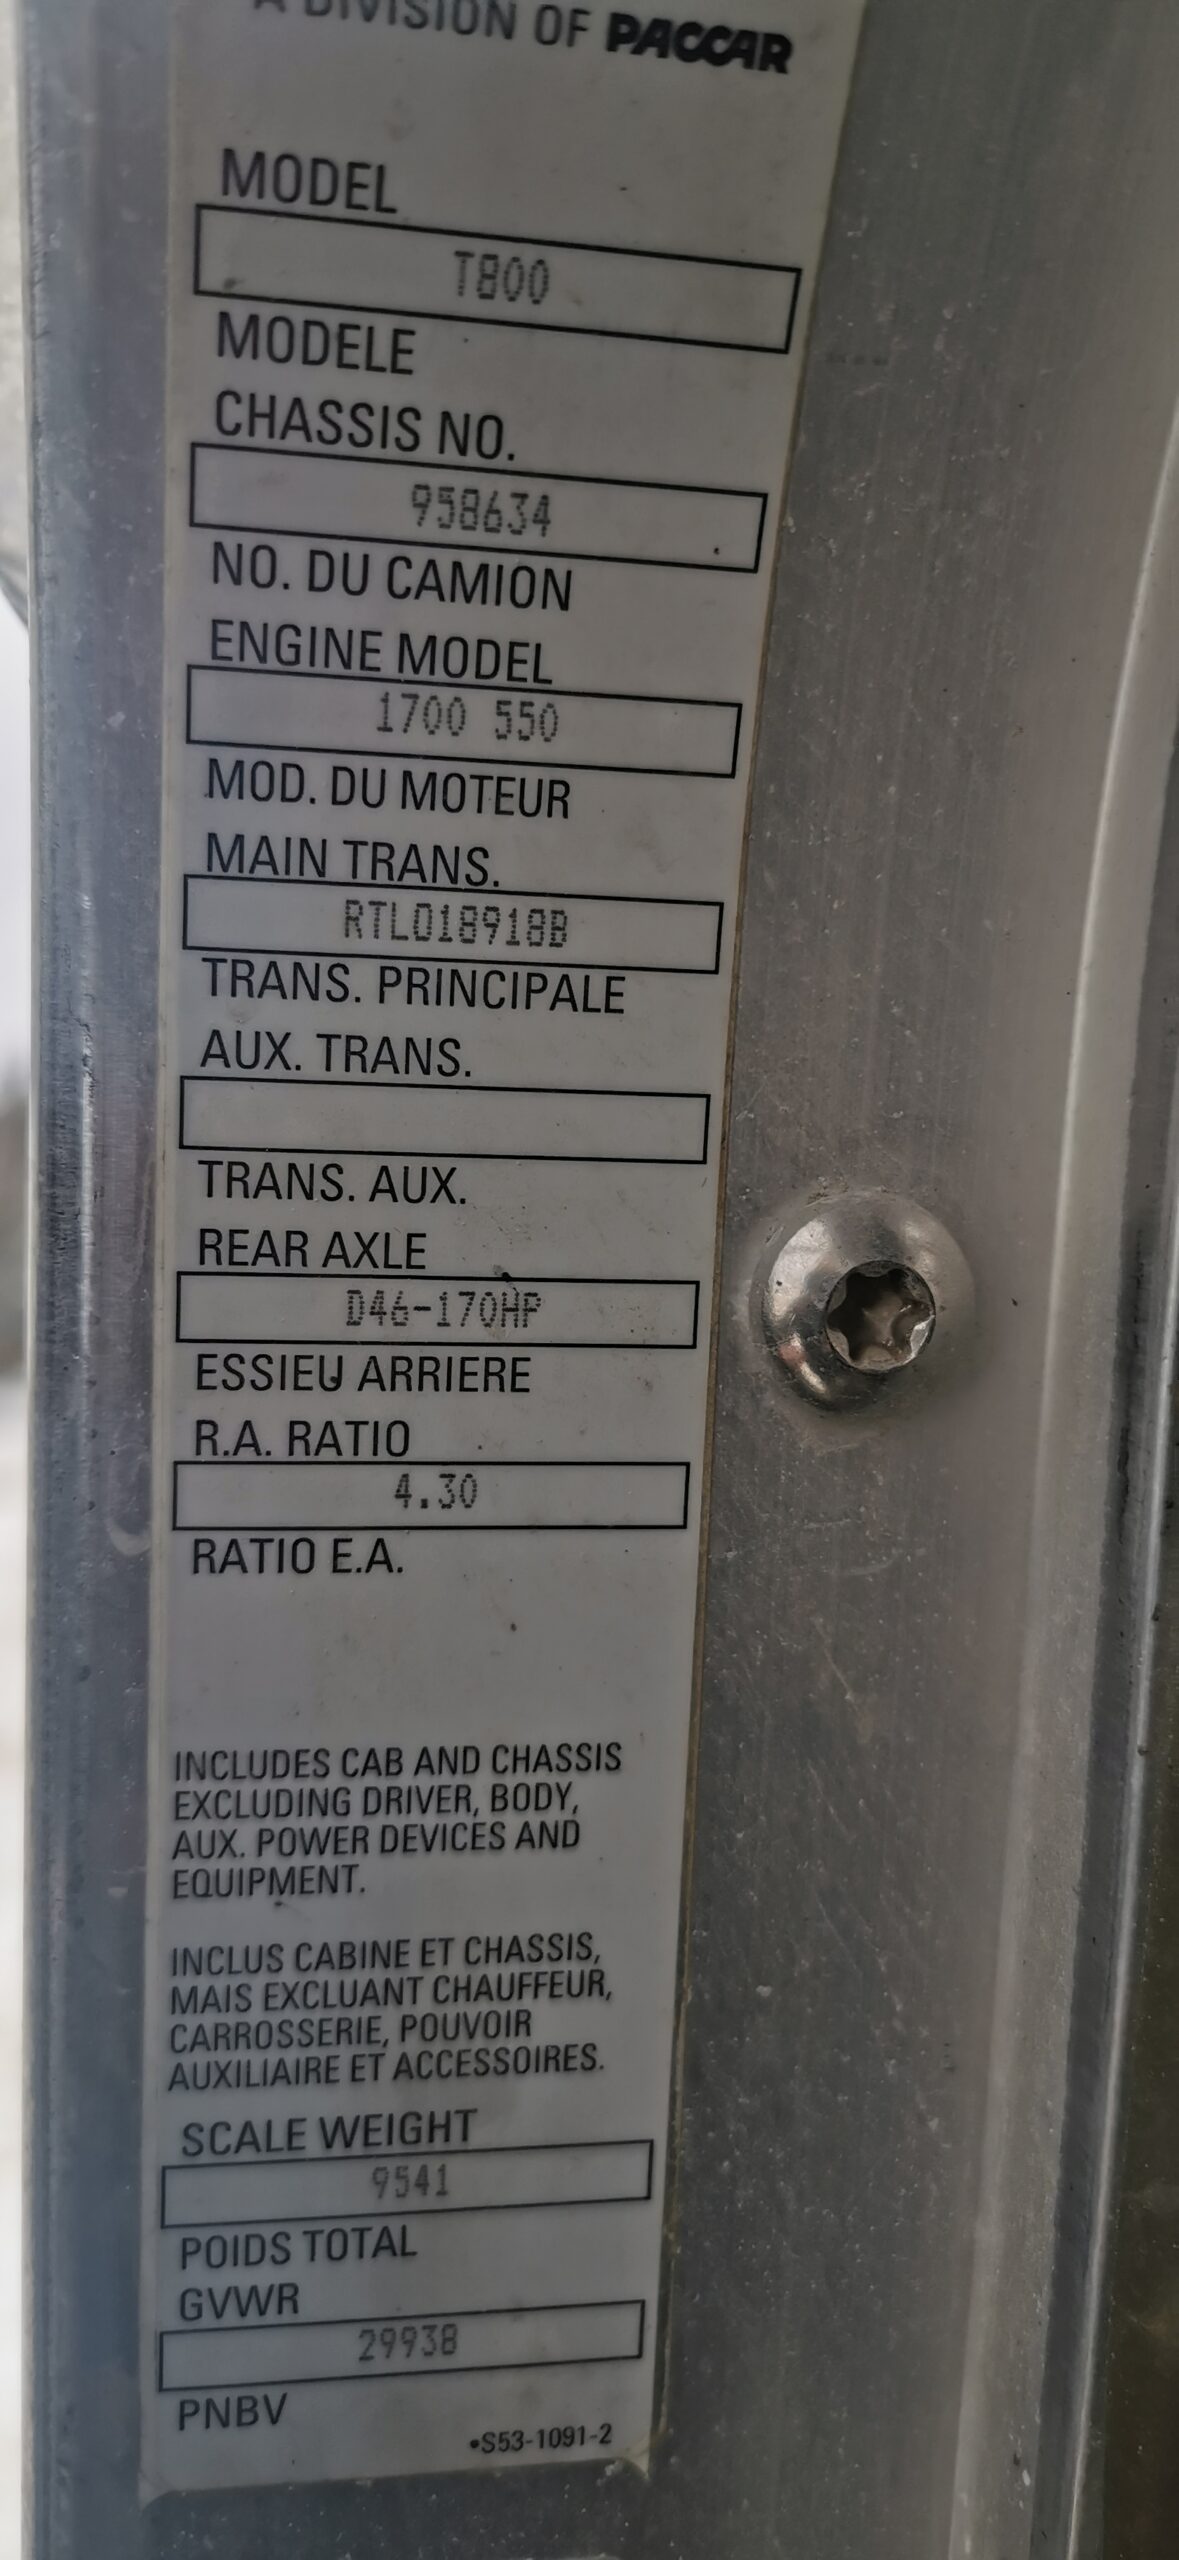 A DIVISION OF PACCAR
MODEL
T800
MODELE
CHASSIS NO.
958634
NO. DU CAMION
ENGINE MODEL
1700 550
MOD. DU MOTEUR
MAIN TRANS.
RTLO18918B
TRANS. PRINCIPALE
AUX. TRANS.
TRANS. AUX.
REAR AXLE
D46-170HP
ESSIEU ARRIERE
R.A. RATIO
4.30
RATIO E.A.
INCLUDES CAB AND CHASSIS
EXCLUDING DRIVER, BODY,
AUX. POWER DEVICES AND
EQUIPMENT.
INCLUS CABINE ET CHASSIS,
MAIS EXCLUANT CHAUFFEUR,
CARROSSERIE, POUVOIR
AUXILIAIRE ET ACCESSOIRES.
SCALE WEIGHT
9541
POIDS TOTAL
GVWR
29938
PNBV
•S53-1091-2